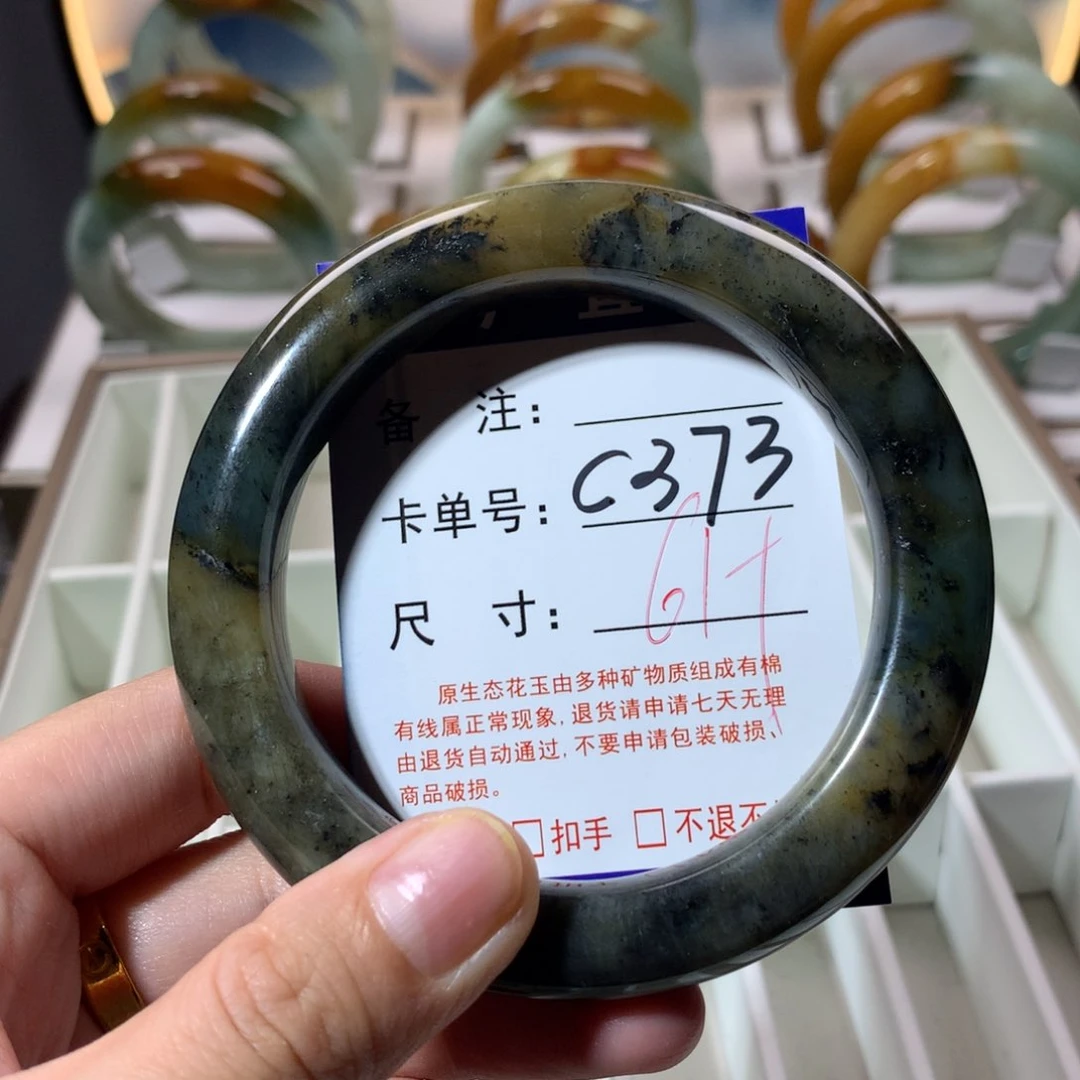 备 注:
卡单号: C373
尺 寸: 61+
原生态花玉由多种矿物质组成有棉
有线属正常现象, 退货请申请七天无理
由退货自动通过, 不要申请包装破损、
商品破损。
□扣手 □不退不